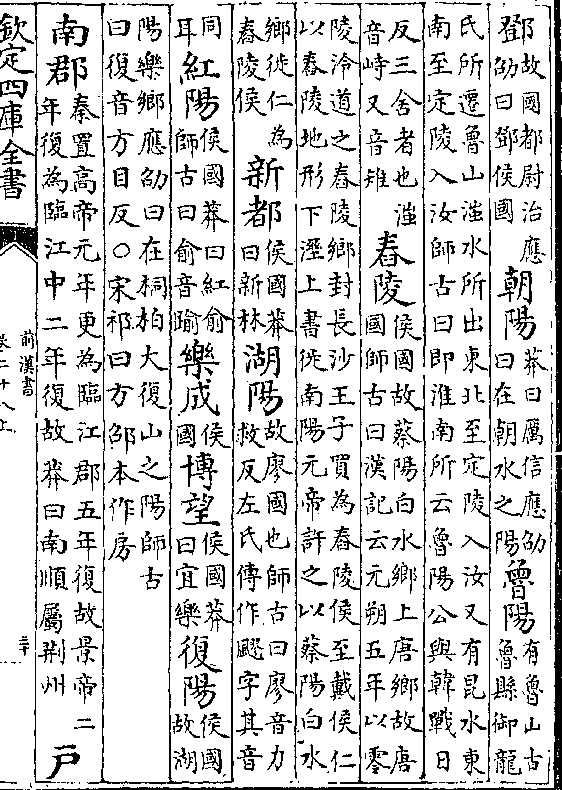 鄧故國都尉治應劭曰鄧侯國朝陽莽曰厲信應劭曰在朝水之陽魯陽有魯山古魯縣御龍
氏所遷魯山滍水所出東北至定陵入汝又有昆水東南至定陵入汝師古曰即淮南所云魯陽公與韓戰日
反三舍者也滍音峙又音雉舂陵侯國故蔡陽白水鄉上唐鄉故唐國師古曰漢記云元朔五年以零
陵泠道之舂陵鄉封長沙王子買為舂陵侯至戴侯仁以舂陵地形下溼上書徙南陽元帝許之以蔡陽白水
鄉徙仁為舂陵侯新都侯國莽曰新林湖陽故廖國也師古曰廖音力救反左氏傳作飂字其音
同耳紅陽侯國莽曰紅俞師古曰俞音踰樂成侯國博望侯國莽曰宜樂復陽侯國故湖
陽樂鄉應劭曰在桐柏大復山之陽師古曰復音方目反○宋祁曰方邵本作房
南郡秦置高帝元年更為臨江郡五年復故景帝二年復為臨江中二年復故莽曰南順屬荆州戶
欽定四庫全書
前漢書
卷二十八上